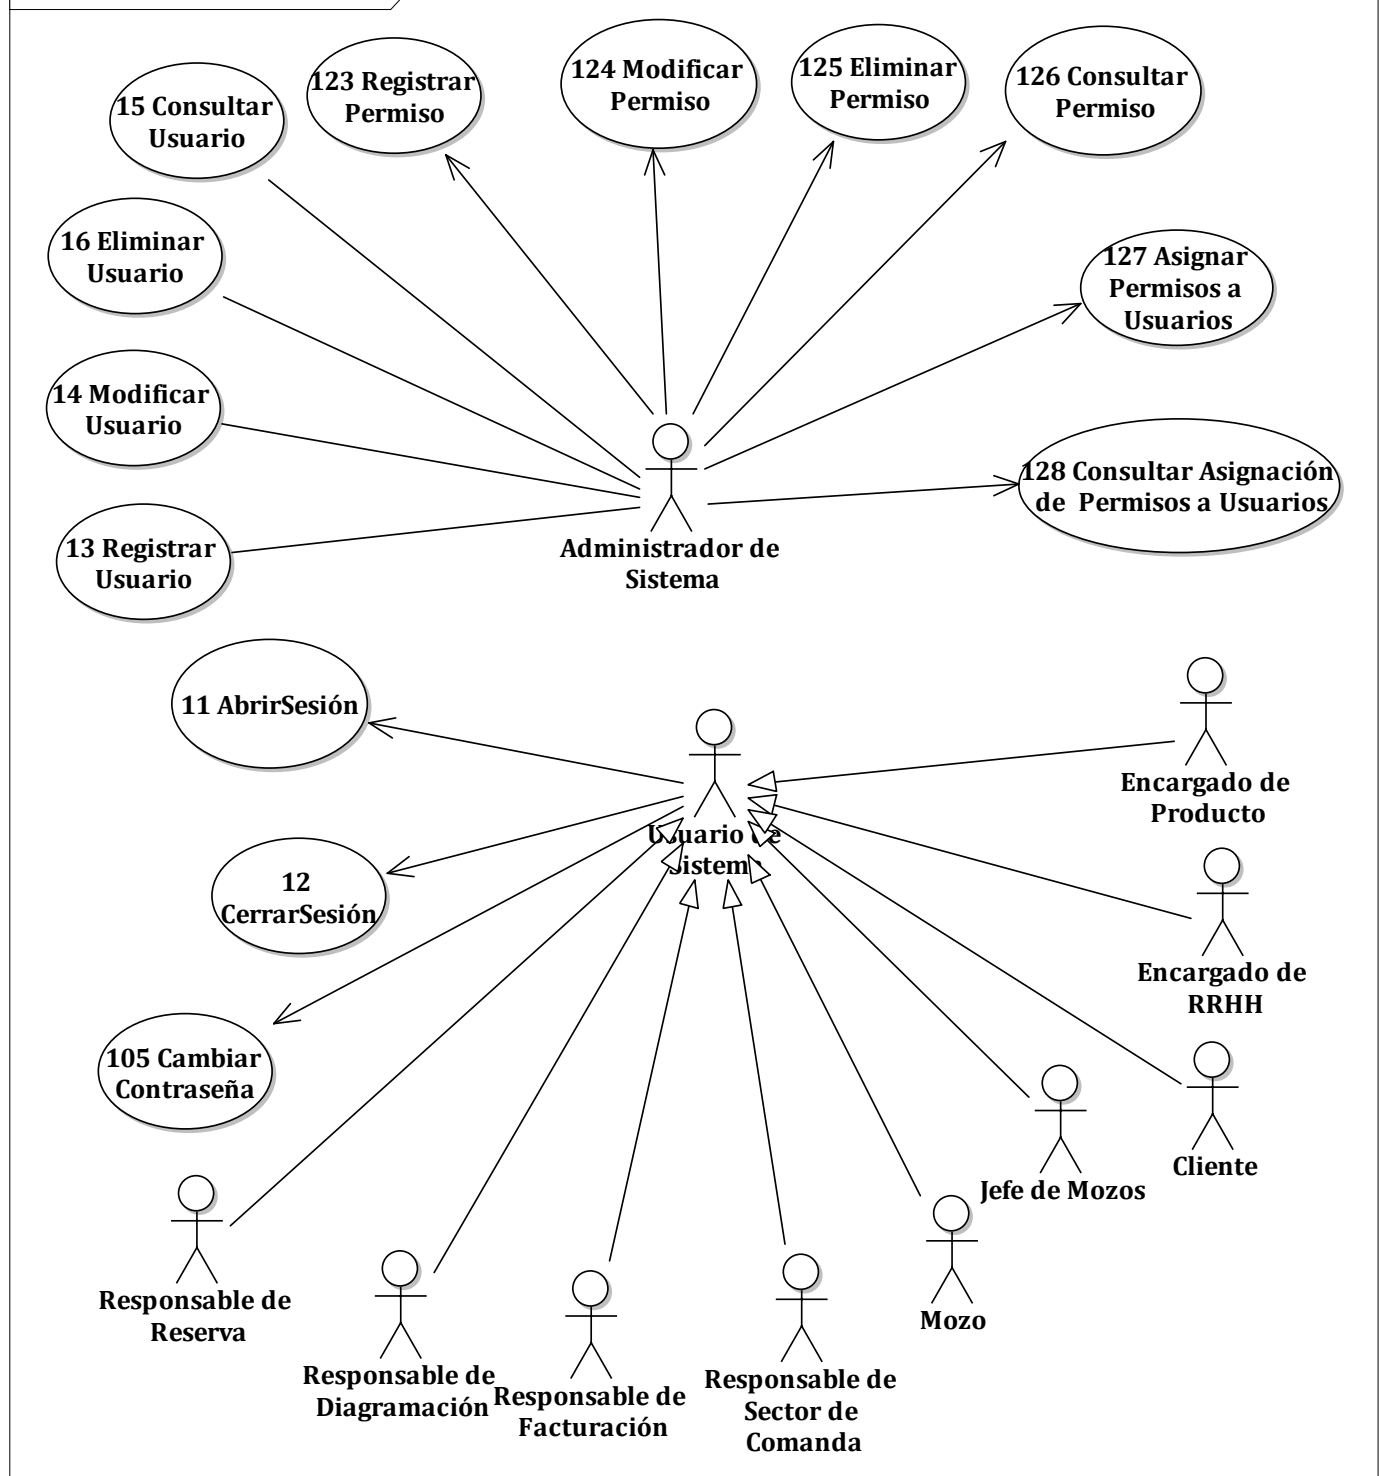 123 Registrar
Permiso
124 Modificar
Permiso
125 Eliminar
Permiso
126 Consultar
Permiso
15 Consultar
Usuario
16 Eliminar
Usuario
127 Asignar
Permisos a
Usuarios
14 Modificar
Usuario
128 Consultar Asignación
de  Permisos a Usuarios
13 Registrar
Usuario
Administrador de
Sistema
11 AbrirSesión
Encargado de
Producto
Usuario de
Sistema
12
CerrarSesión
Encargado de
RRHH
105 Cambiar
Contraseña
Cliente
Jefe de Mozos
Mozo
Responsable de
Reserva
Responsable de
Diagramación
Responsable de
Facturación
Responsable de
Sector de
Comanda